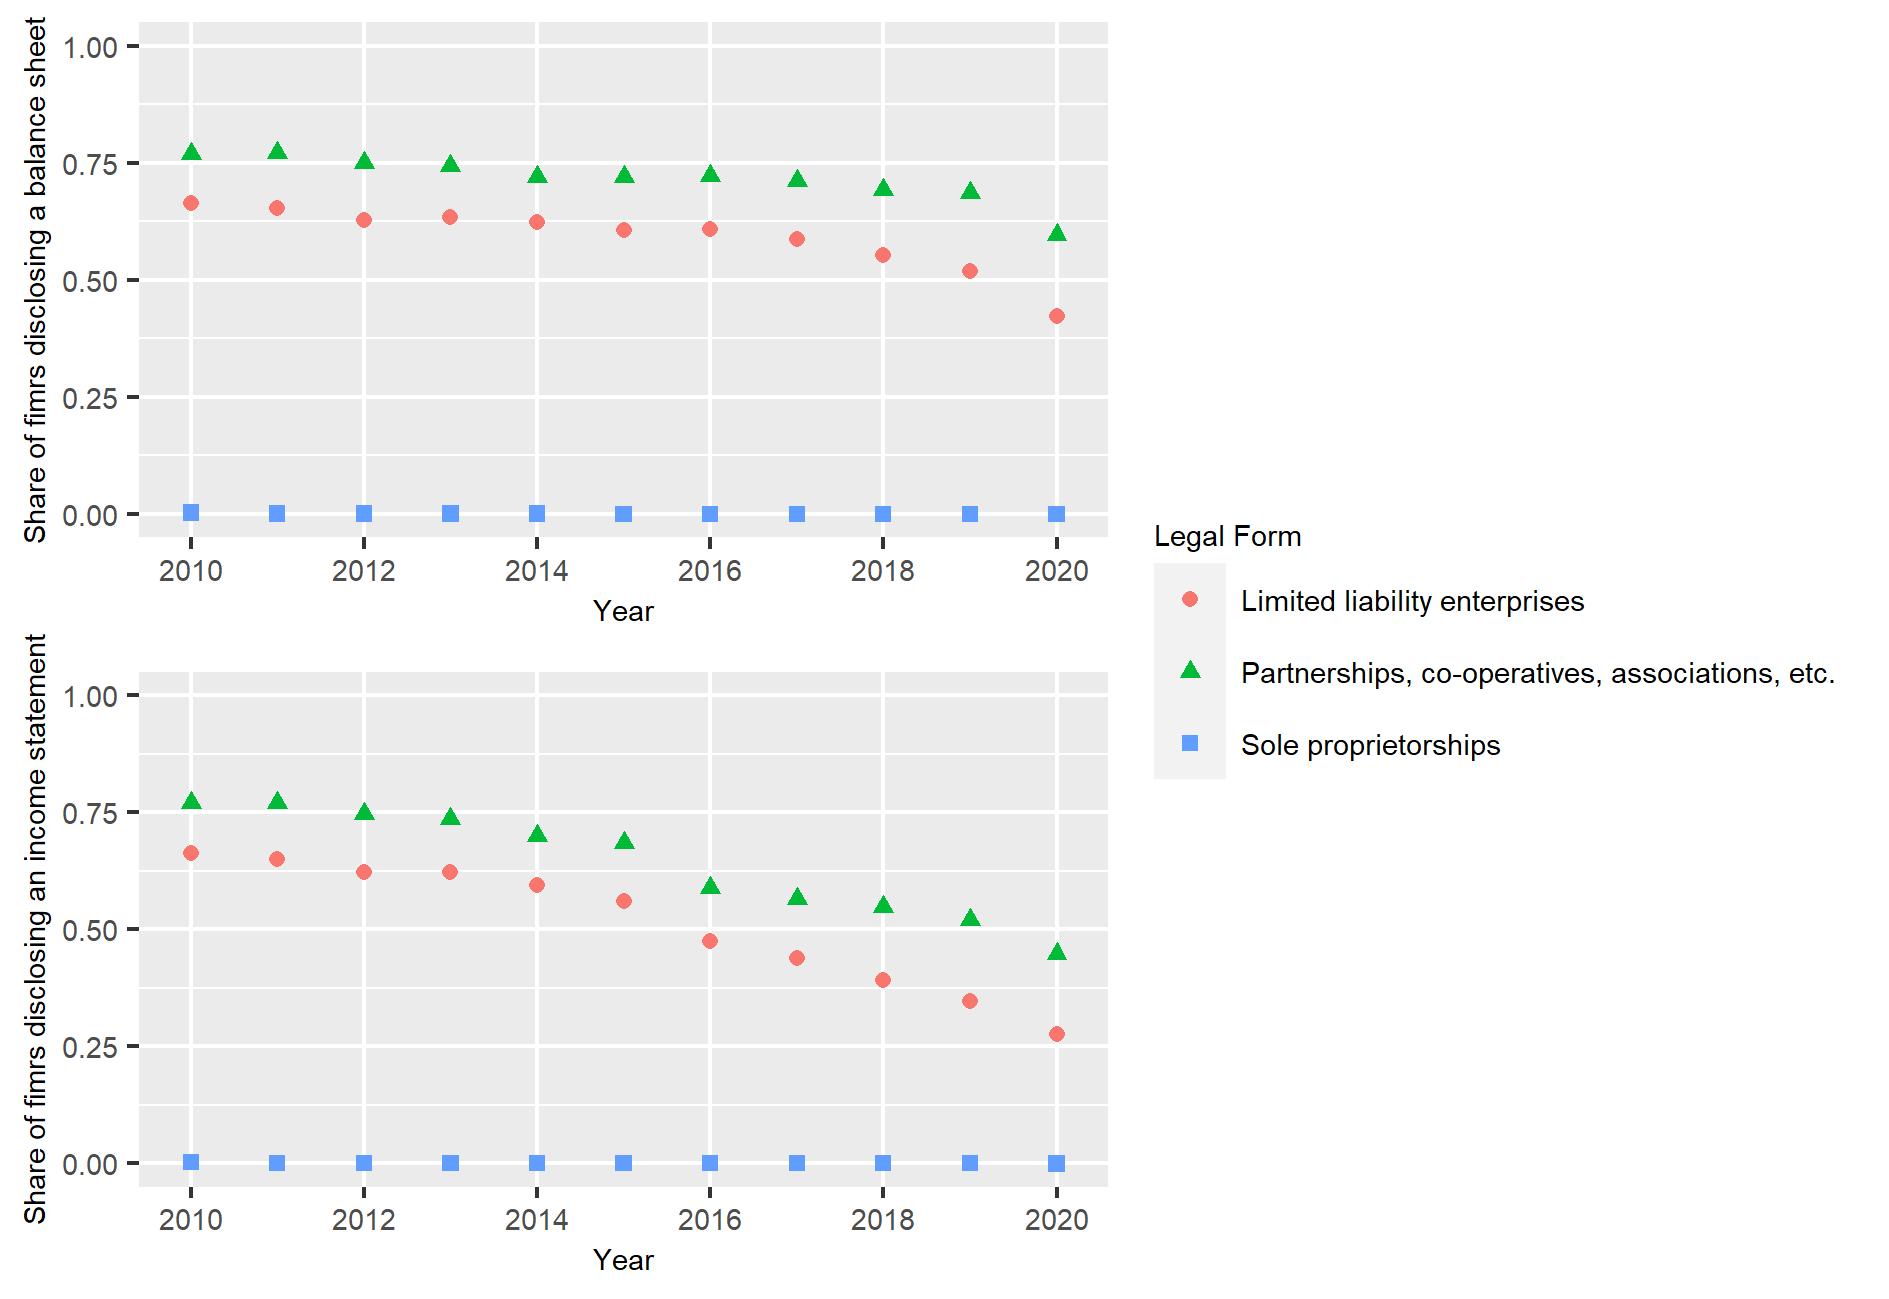 Share of fimrs disclosing a balance sheet
1.00
0.75
0.50
0.25
0.00
2010 2012 2014 2016 2018 2020
Year
Share of fimrs disclosing an income statement
1.00
0.75
0.50
0.25
0.00
2010 2012 2014 2016 2018 2020
Year
Legal Form
Limited liability enterprises
Partnerships, co-operatives, associations, etc.
Sole proprietorships